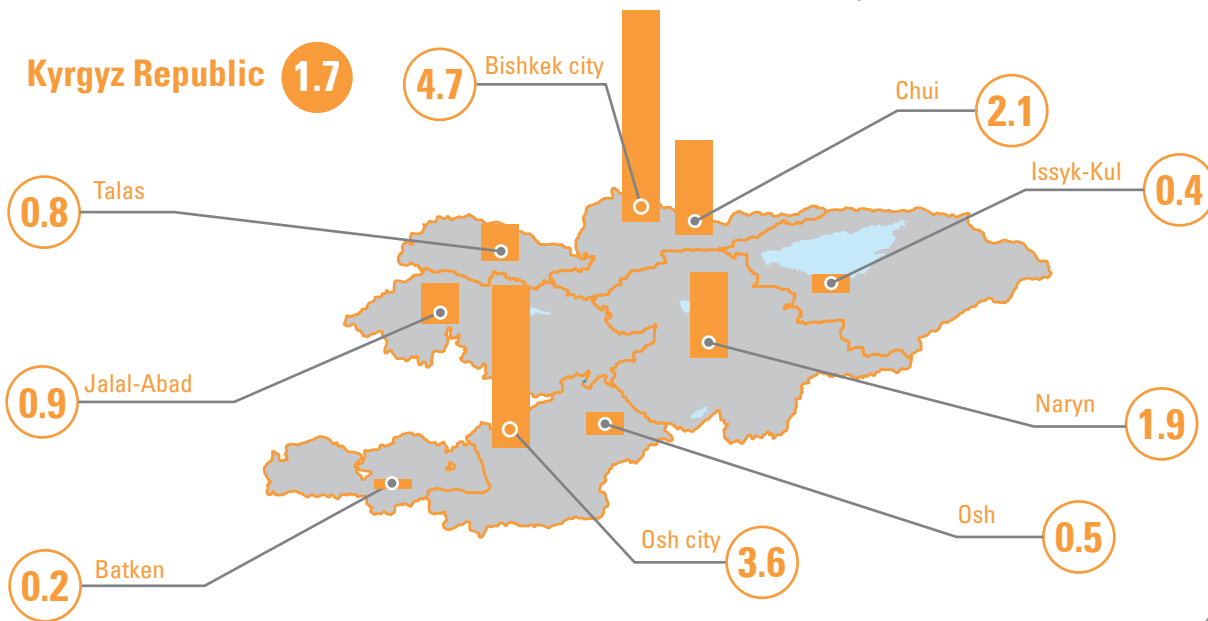 Kyrgyz Republic 1.7
4.7 Bishkek city
Chui 2.1
Issyk-Kul 0.4
0.8 Talas
0.9 Jalal-Abad
Naryn 1.9
Osh 0.5
Osh city 3.6
0.2 Batken